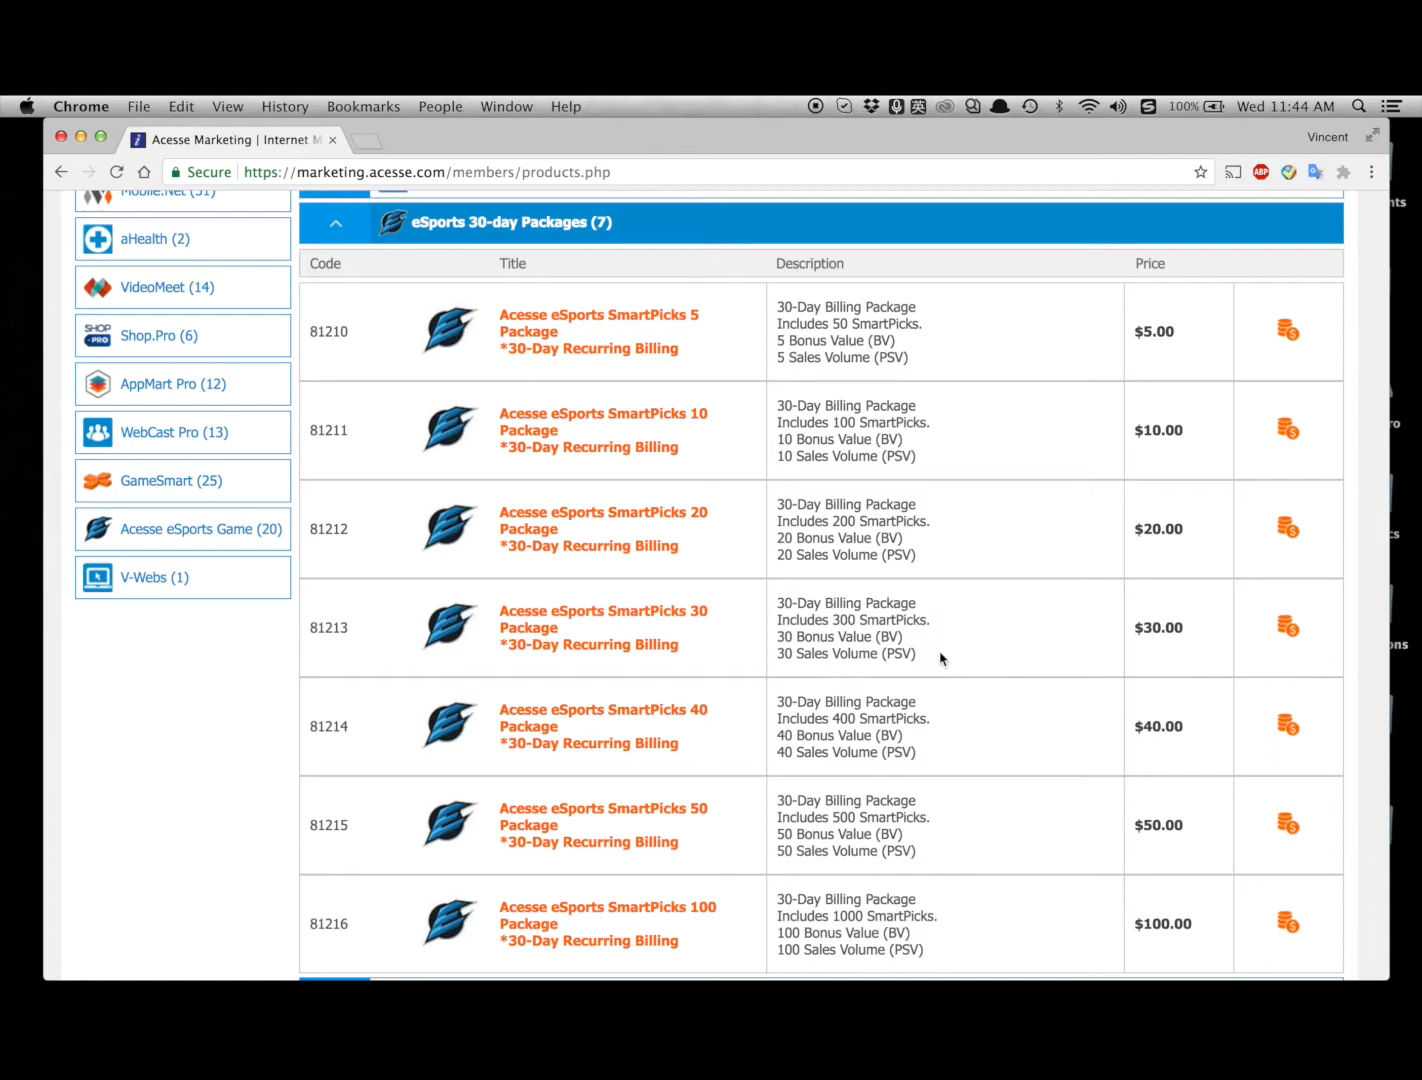 Chrome File Edit View History Bookmarks People Window Help 英 100% Wed 11:44 AM
Acesse Marketing | Internet M
Vincent
Secure https://marketing.acesse.com/members/products.php
ABP
Mobile.Net (31)
aHealth (2)
VideoMeet (14)
SHOP
PRO
Shop.Pro (6)
AppMart Pro (12)
WebCast Pro (13)
GameSmart (25)
Acesse eSports Game (20)
V-Webs (1)
eSports 30-day Packages (7)
Code Title Description Price
81210
Acesse eSports SmartPicks 5
Package
*30-Day Recurring Billing
30-Day Billing Package
Includes 50 SmartPicks.
5 Bonus Value (BV)
5 Sales Volume (PSV)
$5.00
81211
Acesse eSports SmartPicks 10
Package
*30-Day Recurring Billing
30-Day Billing Package
Includes 100 SmartPicks.
10 Bonus Value (BV)
10 Sales Volume (PSV)
$10.00
81212
Acesse eSports SmartPicks 20
Package
*30-Day Recurring Billing
30-Day Billing Package
Includes 200 SmartPicks.
20 Bonus Value (BV)
20 Sales Volume (PSV)
$20.00
81213
Acesse eSports SmartPicks 30
Package
*30-Day Recurring Billing
30-Day Billing Package
Includes 300 SmartPicks.
30 Bonus Value (BV)
30 Sales Volume (PSV)
$30.00
81214
Acesse eSports SmartPicks 40
Package
*30-Day Recurring Billing
30-Day Billing Package
Includes 400 SmartPicks.
40 Bonus Value (BV)
40 Sales Volume (PSV)
$40.00
81215
Acesse eSports SmartPicks 50
Package
*30-Day Recurring Billing
30-Day Billing Package
Includes 500 SmartPicks.
50 Bonus Value (BV)
50 Sales Volume (PSV)
$50.00
81216
Acesse eSports SmartPicks 100
Package
*30-Day Recurring Billing
30-Day Billing Package
Includes 1000 SmartPicks.
100 Bonus Value (BV)
100 Sales Volume (PSV)
$100.00
nts
ro
cs
ons